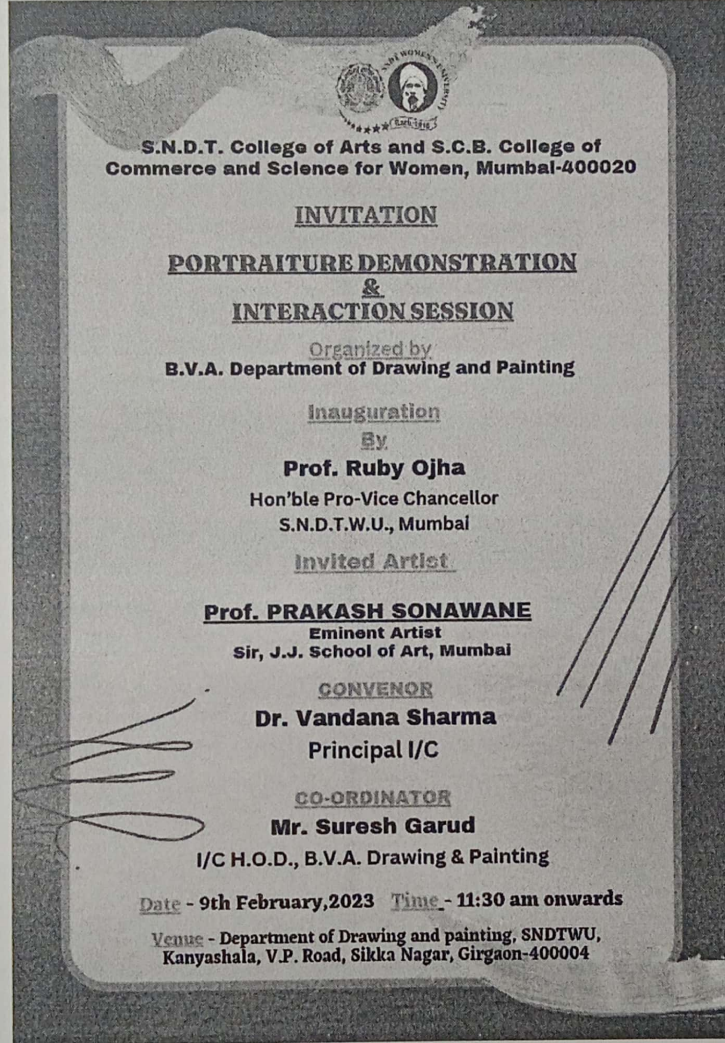 SNDT WOMEN'S UNIVERSITY
S.N.D.T. College of Arts and S.C.B. College of
Commerce and Science for Women, Mumbai-400020
INVITATION
PORTRAITURE DEMONSTRATION
&
INTERACTION SESSION
Organized by
B.V.A. Department of Drawing and Painting
Inauguration
By
Prof. Ruby Ojha
Hon'ble Pro-Vice Chancellor
S.N.D.T.W.U., Mumbai
Invited Artist
Prof. PRAKASH SONAWANE
Eminent Artist
Sir, J.J. School of Art, Mumbai
CONVENOR
Dr. Vandana Sharma
Principal I/C
CO-ORDINATOR
Mr. Suresh Garud
I/C H.O.D., B.V.A. Drawing & Painting
Date - 9th February,2023 Time - 11:30 am onwards
Venue - Department of Drawing and painting, SNDTWU,
Kanyashala, V.P. Road, Sikka Nagar, Girgaon-400004